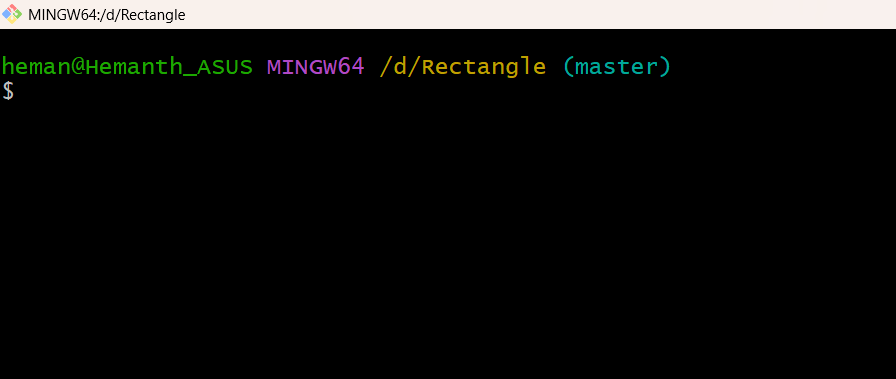 MINGW64:/d/Rectangle
heman@Hemanth_ASUS MINGW64 /d/Rectangle (master)
$